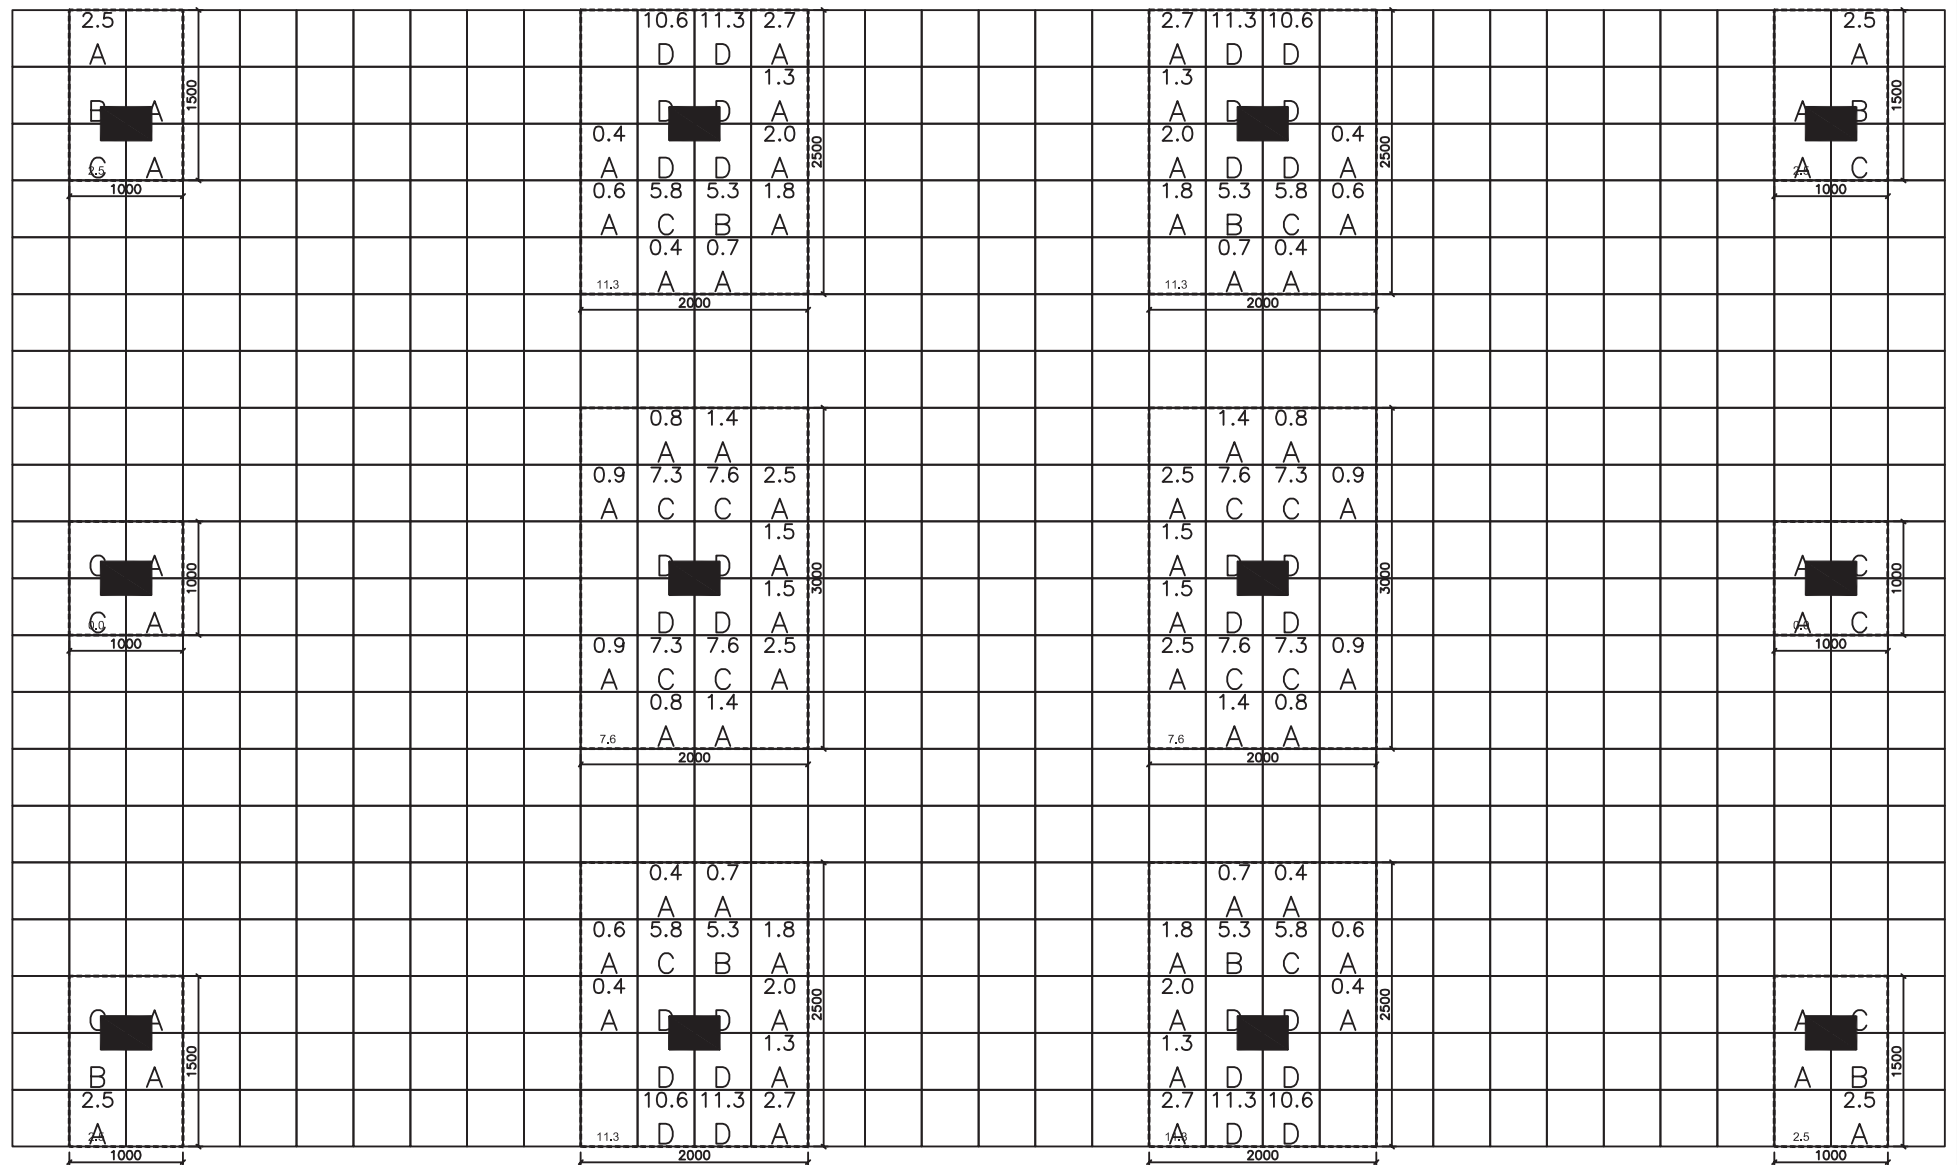 2.5 10.6 11.3 2.7 2.7 11.3 10.6 2.5
A D D A A D D A
1.3 1.3
1500 1500
B A D D A A D D A B
0.4 2.0 2.0 0.4
2500 2500
C A A D D A A D D A A C
2.5
1000 0.6 5.8 5.3 1.8 1.8 5.3 5.8 0.6 1000
A C B A A B C A
0.4 0.7 0.7 0.4
11.3 A A 11.3 A A
2000 2000
0.8 1.4 1.4 0.8
A A A A
0.9 7.3 7.6 2.5 2.5 7.6 7.3 0.9
A C C A A C C A
1.5 1.5
A D D A A D D A C
1000 3000 3000 1000
1.5 1.5
C A D D A A D D A C
0.0
1000 0.9 7.3 7.6 2.5 2.5 7.6 7.3 0.9 1000
A C C A A C C A
0.8 1.4 1.4 0.8
7.6 A A 7.6 A A
2000 2000
0.4 0.7 0.7 0.4
A A A A
0.6 5.8 5.3 1.8 1.8 5.3 5.8 0.6
A C B A A B C A
0.4 2.0 2.0 0.4
2500 2500
A A D D A A D D A A C
1.3 1.3
1500 1500
B A D D A A D D A B
2.5 10.6 11.3 2.7 2.7 11.3 10.6 2.5
A 11.3 D D A A D D 2.5 A
1000 2000 2000 1000